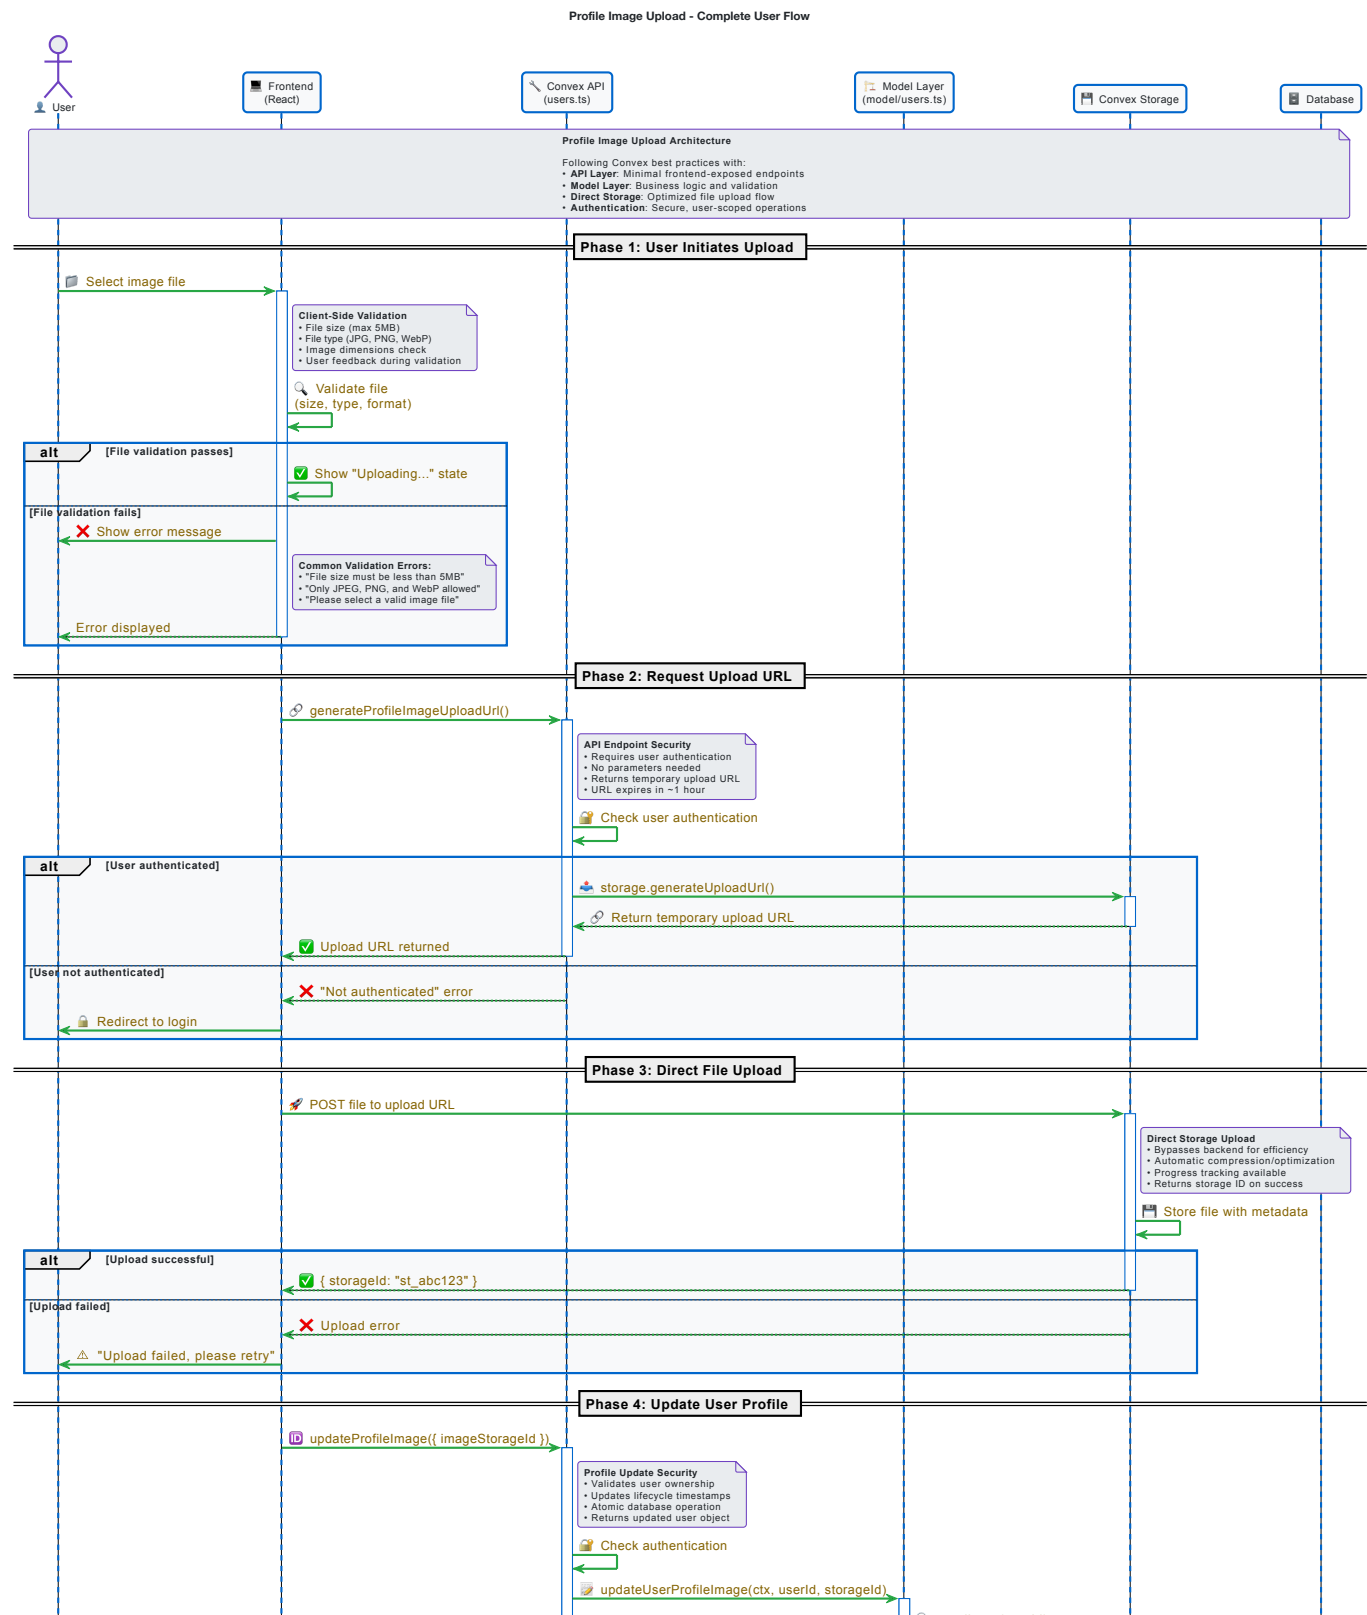 Profile Image Upload - Complete User Flow
User
Frontend
(React)
Convex API
(users.ts)
Model Layer
(model/users.ts)
Convex Storage
Database
Profile Image Upload Architecture
Following Convex best practices with:
• API Layer: Minimal frontend-exposed endpoints
• Model Layer: Business logic and validation
• Direct Storage: Optimized file upload flow
• Authentication: Secure, user-scoped operations
Phase 1: User Initiates Upload
Select image file
Client-Side Validation
• File size (max 5MB)
• File type (JPG, PNG, WebP)
• Image dimensions check
• User feedback during validation
Validate file
(size, type, format)
alt [File validation passes]
Show "Uploading..." state
[File validation fails]
Show error message
Common Validation Errors:
• "File size must be less than 5MB"
• "Only JPEG, PNG, and WebP allowed"
• "Please select a valid image file"
Error displayed
Phase 2: Request Upload URL
generateProfileImageUploadUrl()
API Endpoint Security
• Requires user authentication
• No parameters needed
• Returns temporary upload URL
• URL expires in ~1 hour
Check user authentication
alt [User authenticated]
storage.generateUploadUrl()
Return temporary upload URL
Upload URL returned
[User not authenticated]
"Not authenticated" error
Redirect to login
Phase 3: Direct File Upload
POST file to upload URL
Direct Storage Upload
• Bypasses backend for efficiency
• Automatic compression/optimization
• Progress tracking available
• Returns storage ID on success
Store file with metadata
alt [Upload successful]
{ storageId: "st_abc123" }
[Upload failed]
Upload error
"Upload failed, please retry"
Phase 4: Update User Profile
ID updateProfileImage({ imageStorageId })
Profile Update Security
• Validates user ownership
• Updates lifecycle timestamps
• Atomic database operation
• Returns updated user object
Check authentication
updateUserProfileImage(ctx, userId, storageId)